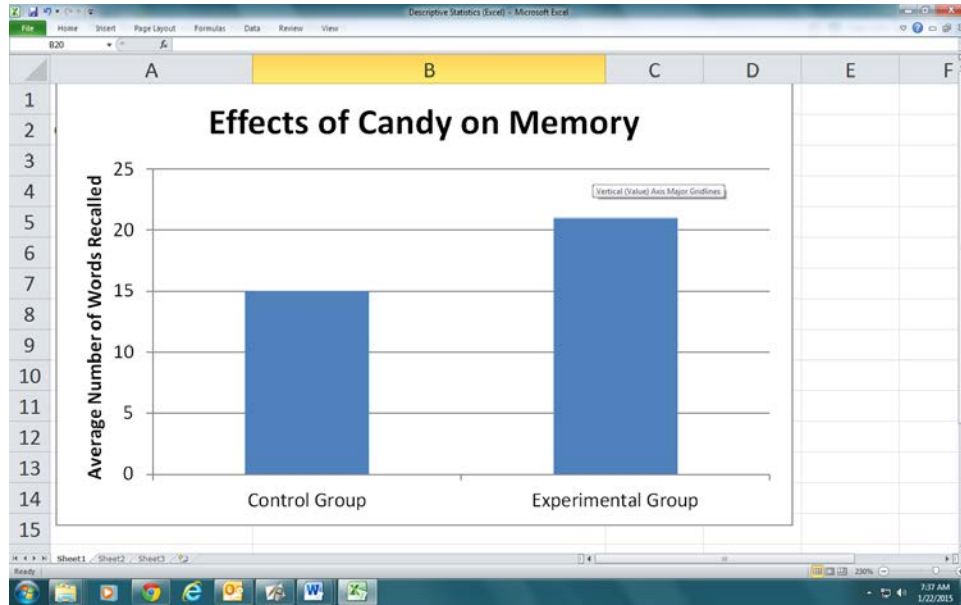 Descriptive Statistics (Excel) - Microsoft Excel
File Home Insert Page Layout Formulas Data Review View
B20 fx
A B C D E F
1
Effects of Candy on Memory
2
3
25
4
Vertical (Value) Axis Major Gridlines
5
20
6
7
15
8
9
10
10
11
5
12
13
0
14
Control Group Experimental Group
15
Average Number of Words Recalled
Sheet1 Sheet2 Sheet3
Ready 230%
7:37 AM
1/22/2015